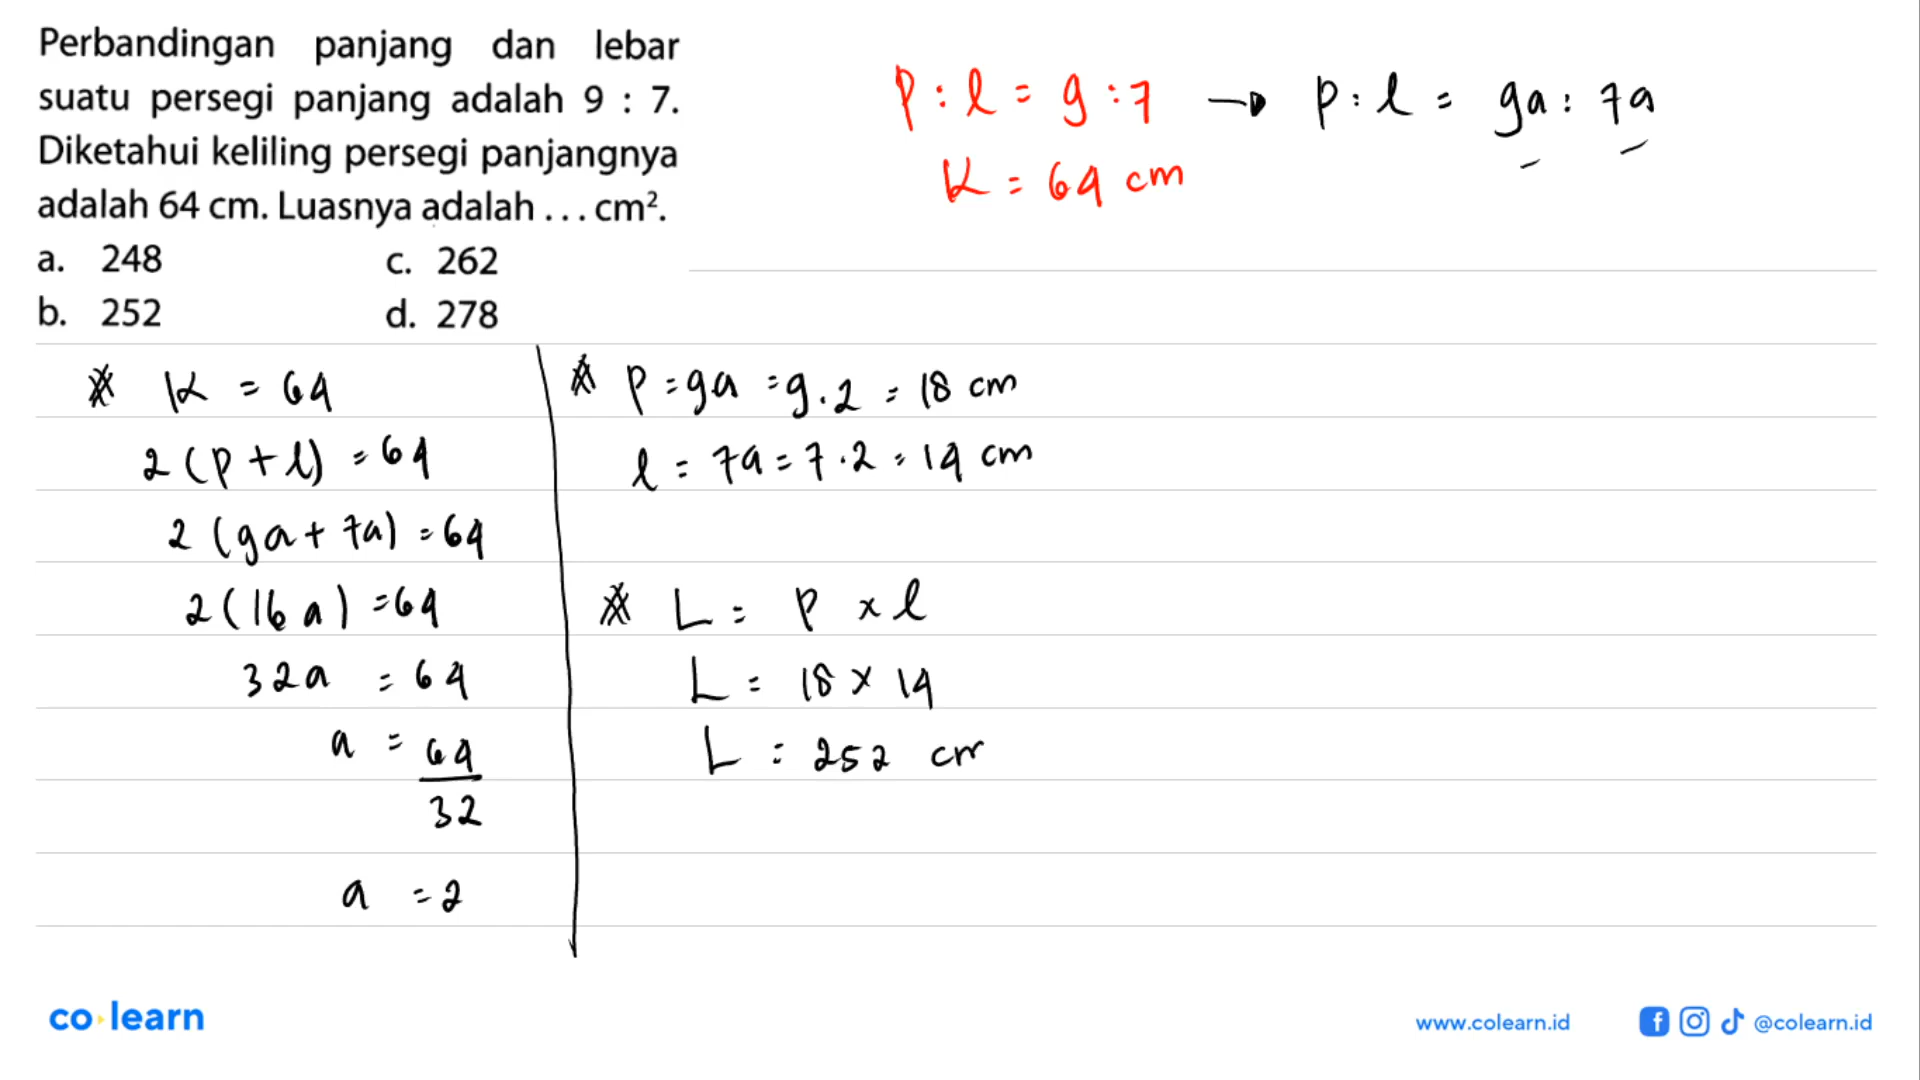 Perbandingan panjang dan lebar
suatu persegi panjang adalah 9 : 7.
Diketahui keliling persegi panjangnya
adalah 64 cm. Luasnya adalah ... cm².
a. 248 c. 262
b. 252 d. 278
p : l = 9 : 7 → p : l = 9a : 7a
K = 64 cm
* K = 64
2 (p + l) = 64
2 (9a + 7a) = 64
2 (16 a) = 64
32a = 64
a = 64
32
a = 2
* p = 9a = 9 . 2 = 18 cm
l = 7a = 7 . 2 = 14 cm
* L = p x l
L = 18 x 14
L = 252 cm
co learn
www.colearn.id @colearn.id